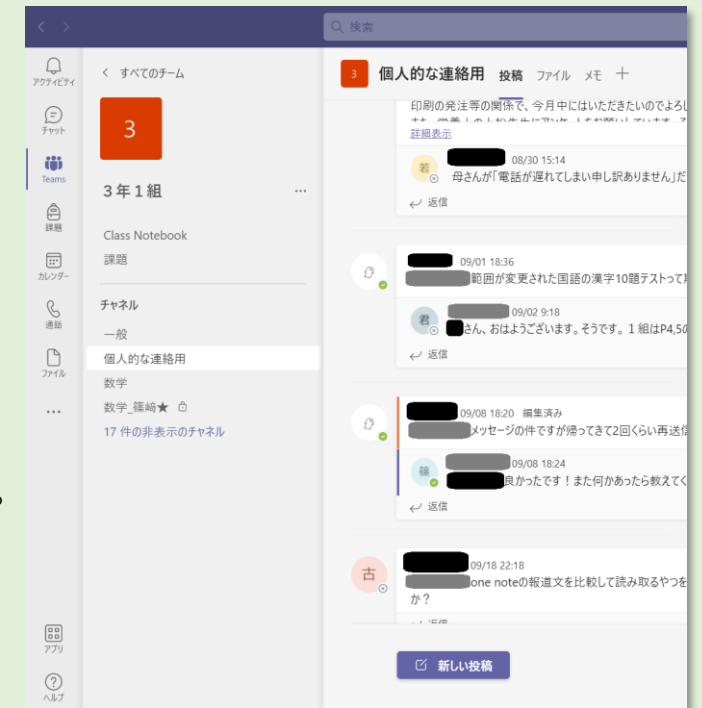 検索
アクティビティ
チャット
Teams
課題
カレンダー
通話
ファイル
アプリ
ヘルプ
すべてのチーム
3
3年1組
Class Notebook
課題
チャネル
一般
個人的な連絡用
数学
数学_篠崎★
17 件の非表示のチャネル
3 個人的な連絡用 投稿 ファイル メモ
印刷の発注等の関係で、今月中にはいただきたいのでよろし
詳細表示
若
08/30 15:14
母さんが「電話が遅れてしまい申し訳ありません」だ
返信
09/01 18:36
範囲が変更された国語の漢字10題テストって
君
09/02 9:18
さん、おはようございます。そうです。1組はP4,5の
返信
09/08 18:20 編集済み
メッセージの件ですが帰ってきて2回くらい再送信
篠
09/08 18:24
良かったです!また何かあったら教えてく
返信
古
09/18 22:18
one noteの報道文を比較して読み取るやつを
か?
新しい投稿